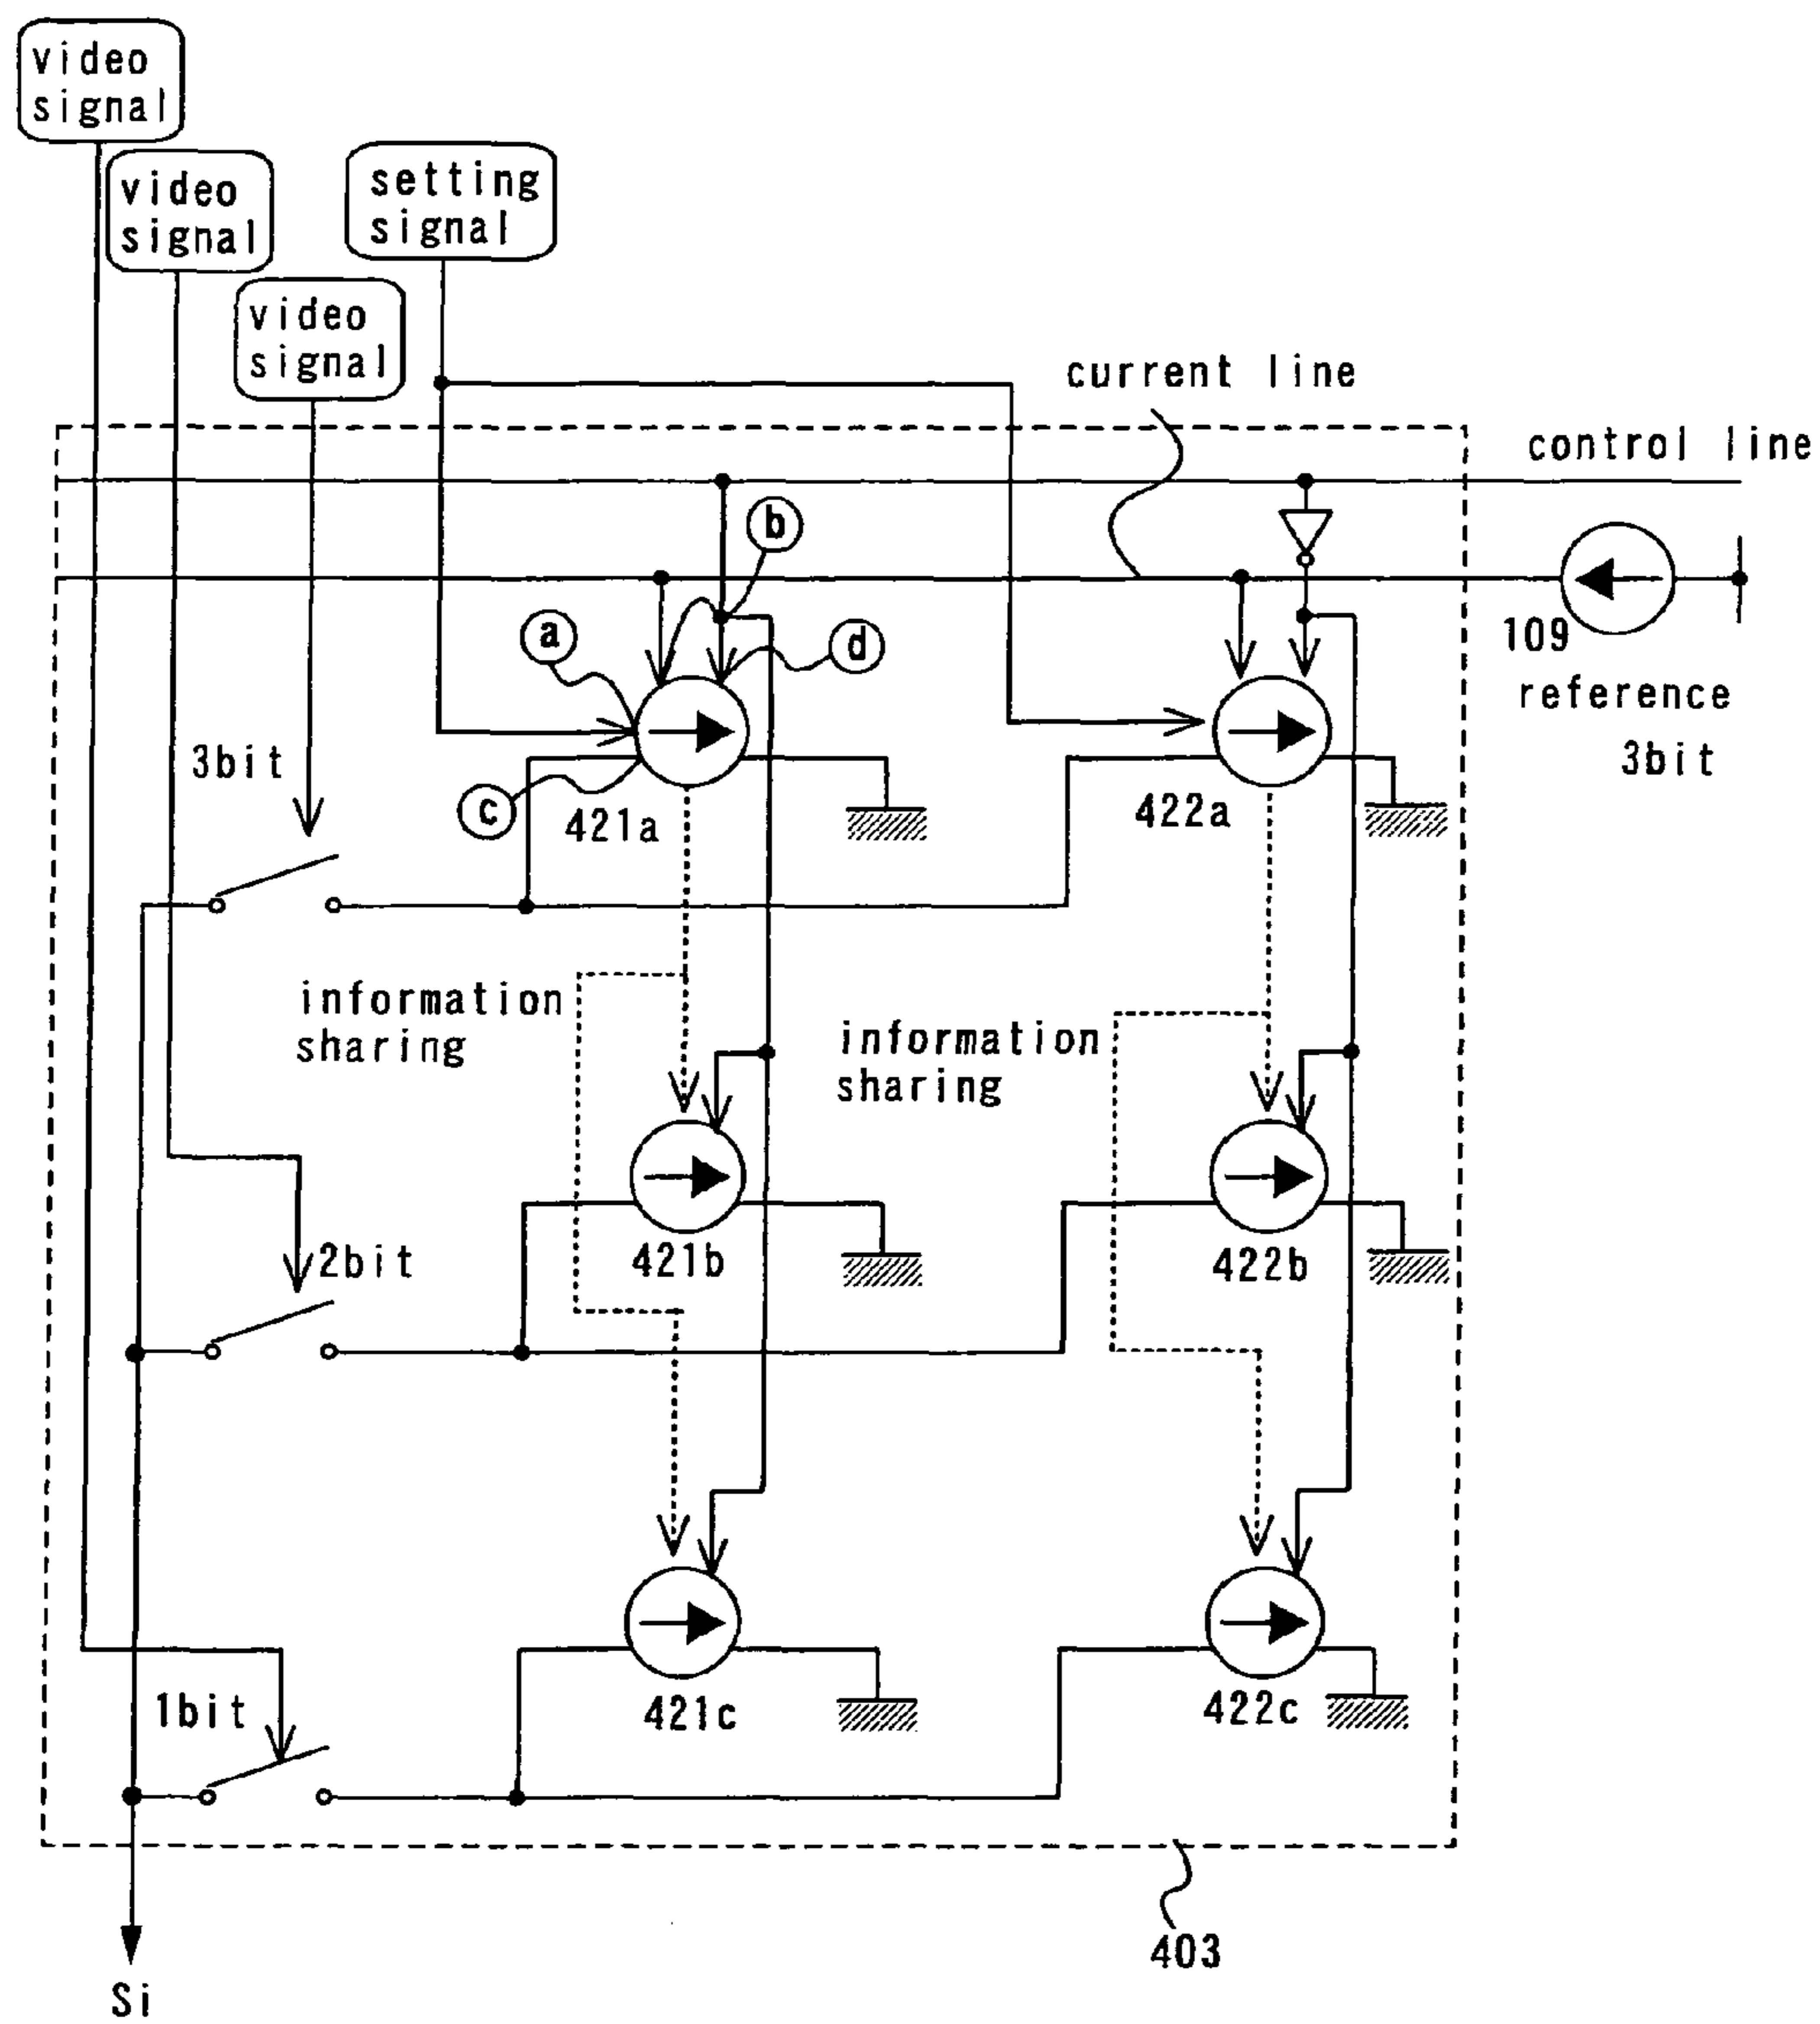 video
signal
video
signal
setting
signal
video
signal
current line
control line
b
109
a
d
reference
3bit
3bit
c
421a
422a
information
sharing
information
sharing
2bit
421b
422b
1bit
421c
422c
403
Si